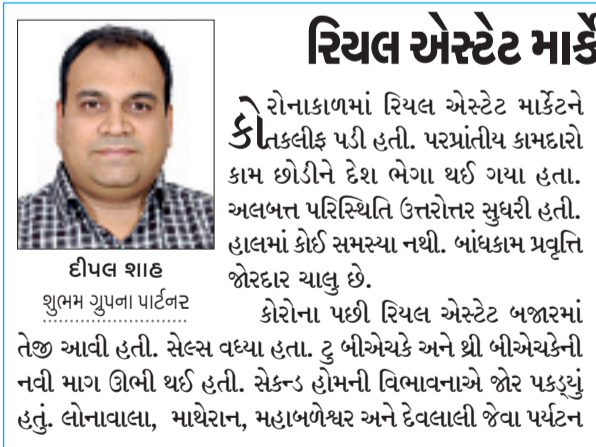 રિયલ એસ્ટેટ માર્કે
કોરોનાકાળમાં રિયલ એસ્ટેટ માર્કેટને
તકલીફ પડી હતી. પરપ્રાંતીય કામદારો
કામ છોડીને દેશ ભેગા થઈ ગયા હતા.
અલબત્ત પરિસ્થિતિ ઉત્તરોત્તર સુધરી હતી.
હાલમાં કોઈ સમસ્યા નથી. બાંધકામ પ્રવૃત્તિ
જોરદાર ચાલુ છે.
દીપલ શાહ
શુભમ ગ્રુપના પાર્ટનર
કોરોના પછી રિયલ એસ્ટેટ બજારમાં
તેજી આવી હતી. સેલ્સ વધ્યા હતા. ટુ બીએચકે અને થ્રી બીએચકેની
નવી માગ ઊભી થઈ હતી. સેકન્ડ હોમની વિભાવનાએ જોર પકડ્યું
હતું. લોનાવાલા, માથેરાન, મહાબળેશ્વર અને દેવલાલી જેવા પર્યટન